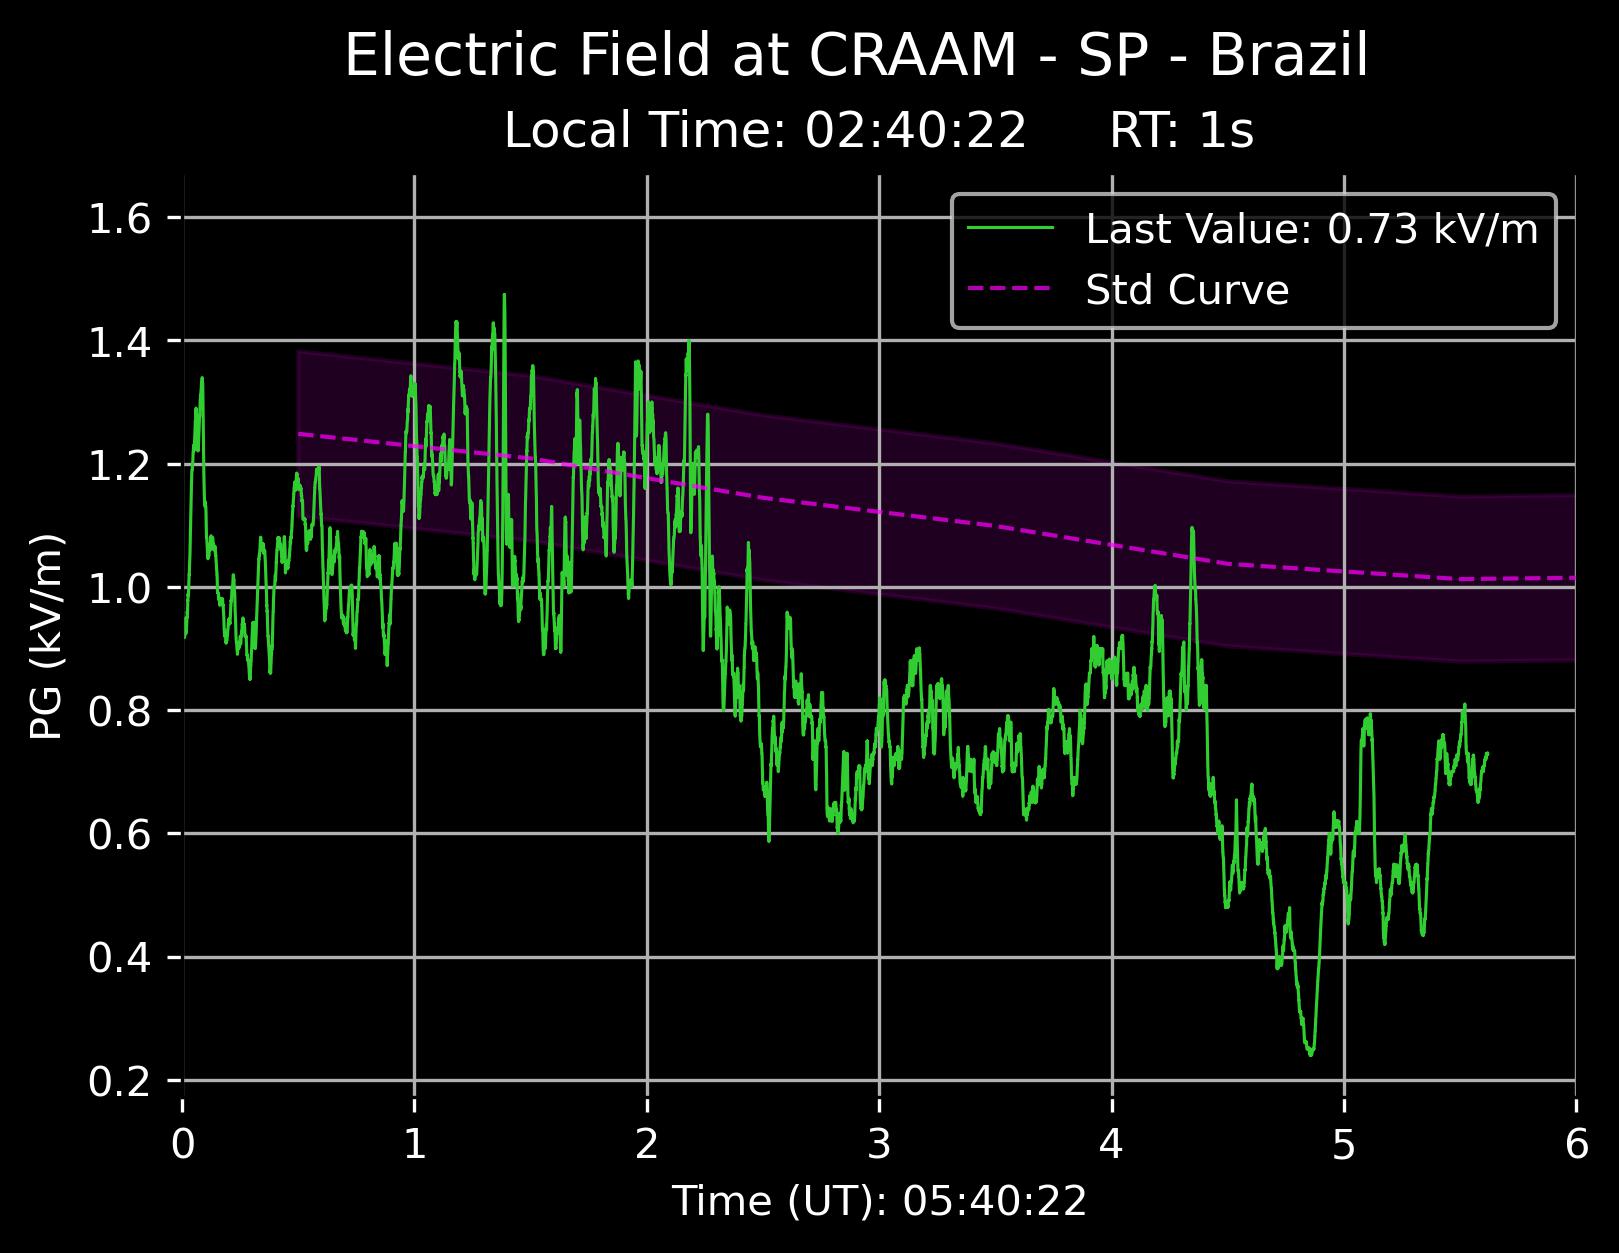 Electric Field at CRAAM - SP - Brazil
Local Time: 02:40:22 RT: 1s
Last Value: 0.73 kV/m
Std Curve
PG (kV/m)
1.6
1.4
1.2
1.0
0.8
0.6
0.4
0.2
0 1 2 3 4 5 6
Time (UT): 05:40:22